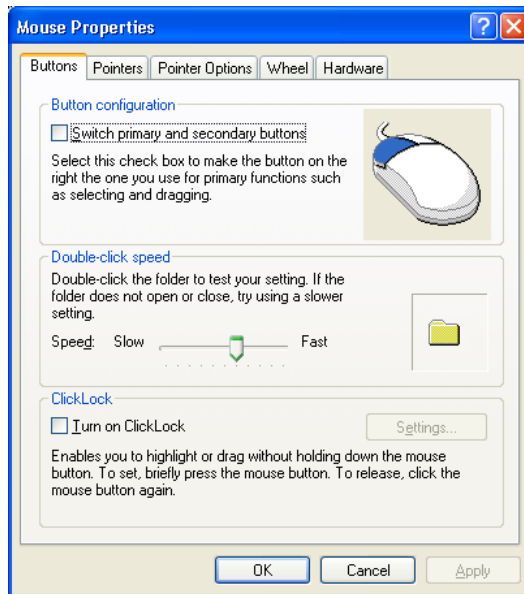 Mouse Properties
Buttons Pointers Pointer Options Wheel Hardware
Button configuration
Switch primary and secondary buttons
Select this check box to make the button on the
right the one you use for primary functions such
as selecting and dragging.
Double-click speed
Double-click the folder to test your setting. If the
folder does not open or close, try using a slower
setting.
Speed: Slow Fast
ClickLock
Turn on ClickLock Settings...
Enables you to highlight or drag without holding down the mouse
button. To set, briefly press the mouse button. To release, click the
mouse button again.
OK Cancel Apply